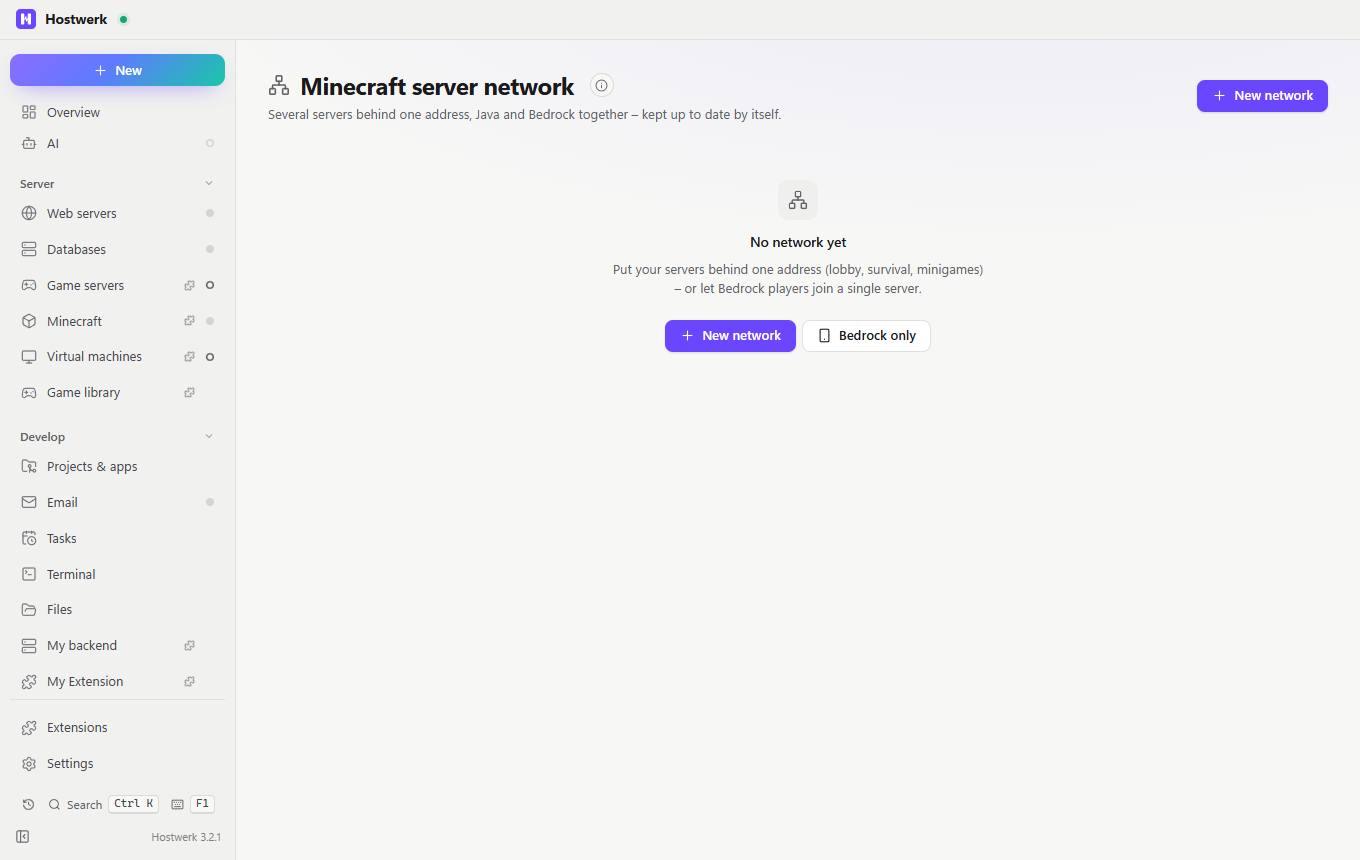 Hostwerk
New
Overview
AI
Server
Web servers
Databases
Game servers
Minecraft
Virtual machines
Game library
Develop
Projects & apps
Email
Tasks
Terminal
Files
My backend
My Extension
Extensions
Settings
Search Ctrl K F1
Hostwerk 3.2.1
Minecraft server network
Several servers behind one address, Java and Bedrock together – kept up to date by itself.
New network
No network yet
Put your servers behind one address (lobby, survival, minigames)
– or let Bedrock players join a single server.
New network
Bedrock only